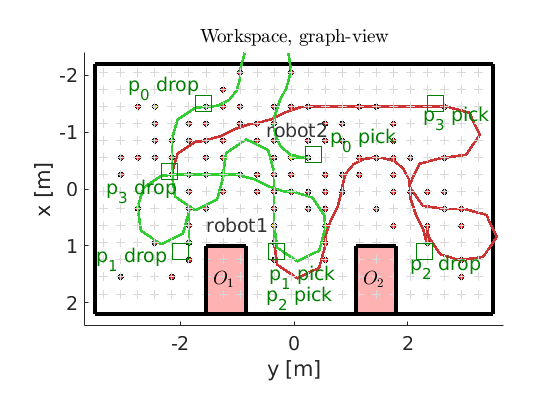 Workspace, graph-view
-2
-1
0
1
2
x [m]
-2
0
2
y [m]
p0 drop
p3 pick
robot2
p0 pick
p3 drop
robot1
p1 drop
p1 pick
p2 pick
p2 drop
O1
O2